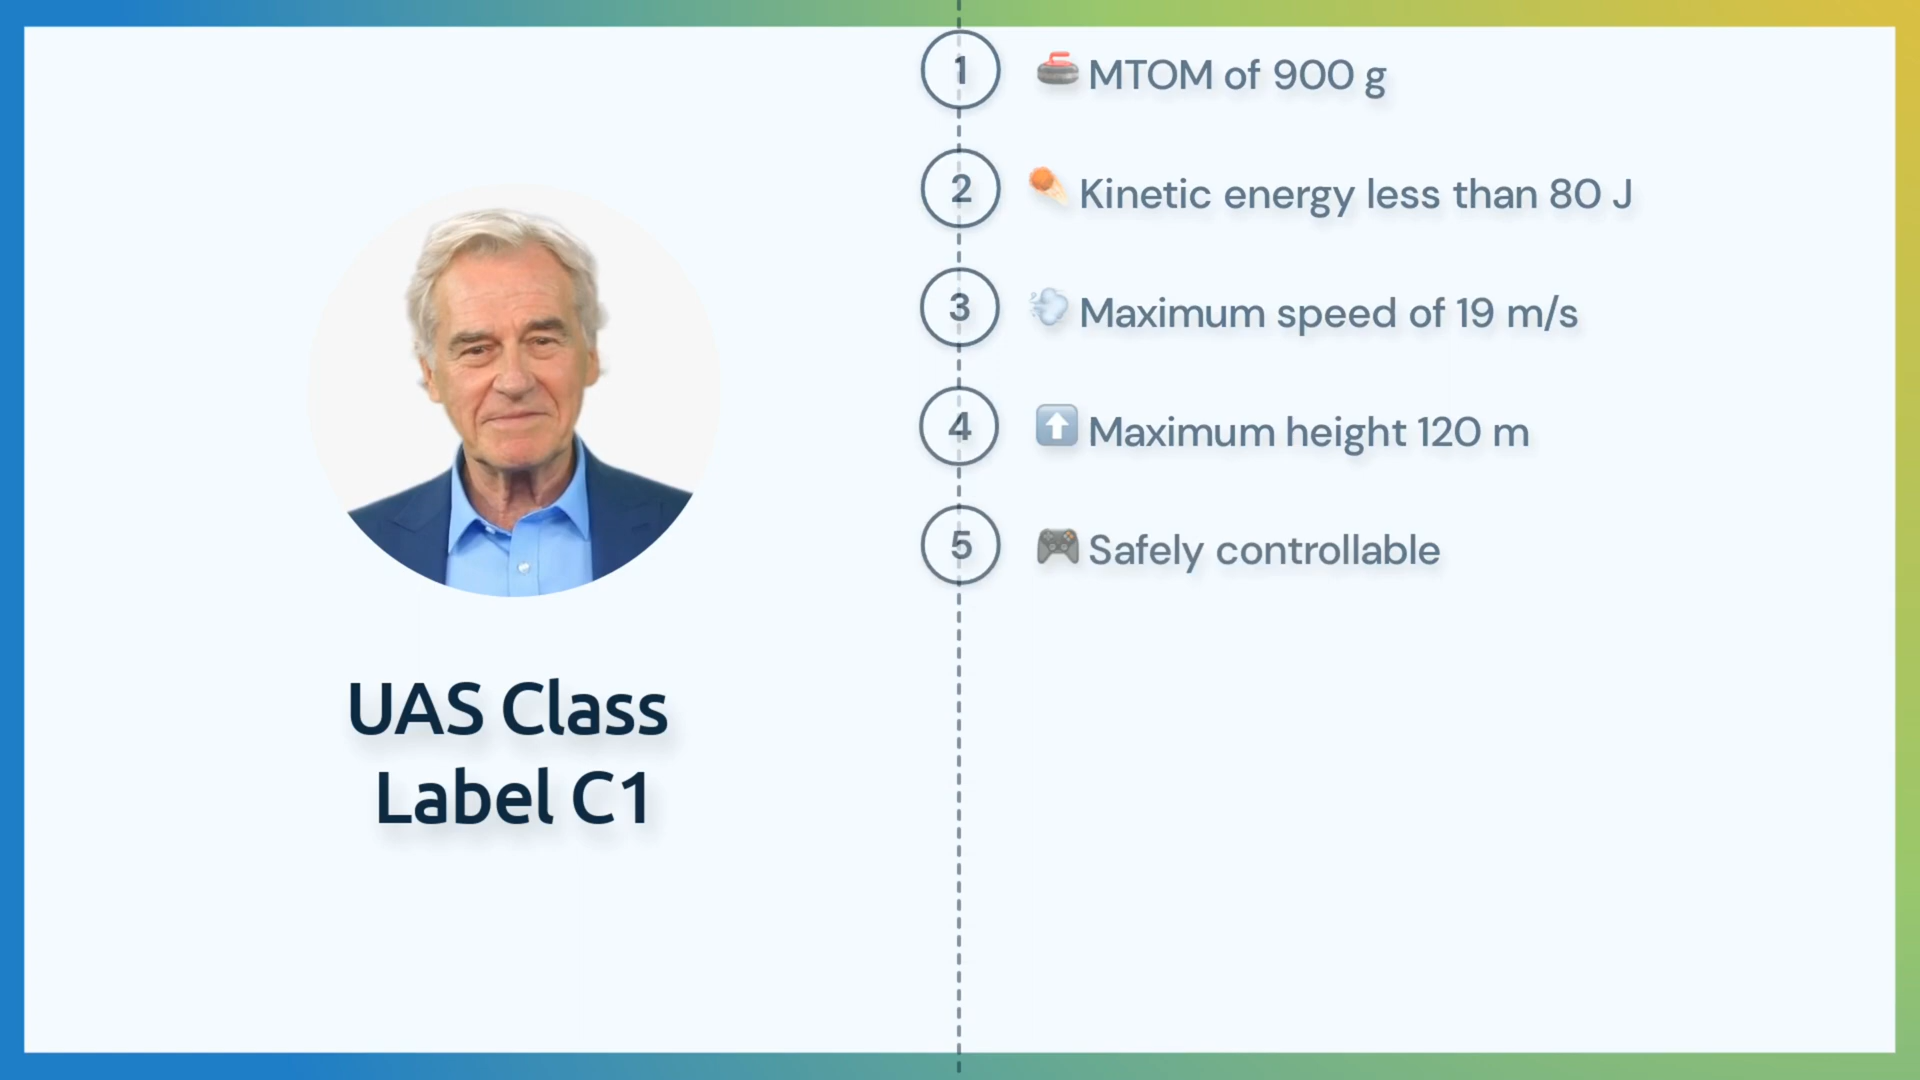 UAS Class
Label C1
1 MTOM of 900 g
2 Kinetic energy less than 80 J
3 Maximum speed of 19 m/s
4 Maximum height 120 m
5 Safely controllable